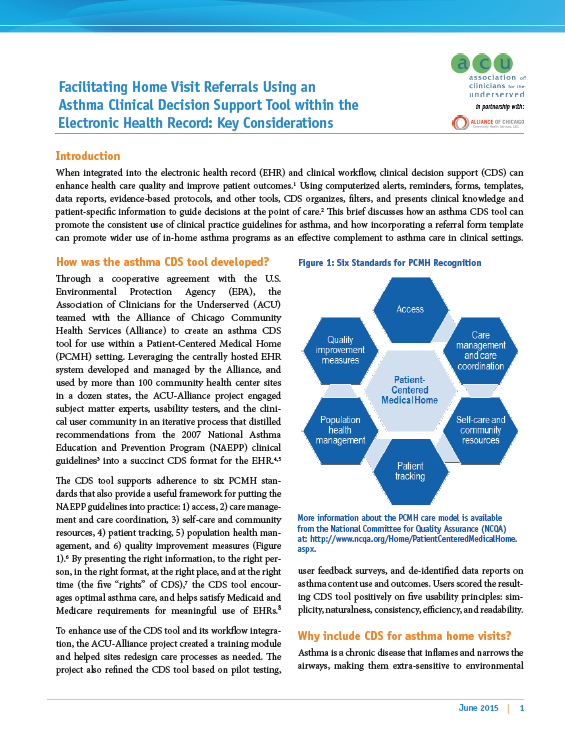 acu
association of
clinicians for the
underserved
in partnership with:
ALLIANCE OF CHICAGO
Community Health Services, LLC
Facilitating Home Visit Referrals Using an
Asthma Clinical Decision Support Tool within the
Electronic Health Record: Key Considerations
Introduction
When integrated into the electronic health record (EHR) and clinical workflow, clinical decision support (CDS) can
enhance health care quality and improve patient outcomes.¹ Using computerized alerts, reminders, forms, templates,
data reports, evidence-based protocols, and other tools, CDS organizes, filters, and presents clinical knowledge and
patient-specific information to guide decisions at the point of care.² This brief discusses how an asthma CDS tool can
promote the consistent use of clinical practice guidelines for asthma, and how incorporating a referral form template
can promote wider use of in-home asthma programs as an effective complement to asthma care in clinical settings.
How was the asthma CDS tool developed?
Through a cooperative agreement with the U.S.
Environmental Protection Agency (EPA), the
Association of Clinicians for the Underserved (ACU)
teamed with the Alliance of Chicago Community
Health Services (Alliance) to create an asthma CDS
tool for use within a Patient-Centered Medical Home
(PCMH) setting. Leveraging the centrally hosted EHR
system developed and managed by the Alliance, and
used by more than 100 community health center sites
in a dozen states, the ACU-Alliance project engaged
subject matter experts, usability testers, and the clini-
cal user community in an iterative process that distilled
recommendations from the 2007 National Asthma
Education and Prevention Program (NAEPP) clinical
guidelines³ into a succinct CDS format for the EHR.⁴,⁵
The CDS tool supports adherence to six PCMH stan-
dards that also provide a useful framework for putting the
NAEPP guidelines into practice: 1) access, 2) care manage-
ment and care coordination, 3) self-care and community
resources, 4) patient tracking, 5) population health man-
agement, and 6) quality improvement measures (Figure
1).⁶ By presenting the right information, to the right per-
son, in the right format, at the right place, and at the right
time (the five “rights” of CDS),⁷ the CDS tool encour-
ages optimal asthma care, and helps satisfy Medicaid and
Medicare requirements for meaningful use of EHRs.⁸
To enhance use of the CDS tool and its workflow integra-
tion, the ACU-Alliance project created a training module
and helped sites redesign care processes as needed. The
project also refined the CDS tool based on pilot testing,
Figure 1: Six Standards for PCMH Recognition
Access
Care
management
and care
coordination
Self-care and
community
resources
Patient
tracking
Population
health
management
Quality
improvement
measures
Patient-
Centered
Medical Home
More information about the PCMH care model is available
from the National Committee for Quality Assurance (NCQA)
at: http://www.ncqa.org/Home/PatientCenteredMedicalHome.
aspx.
user feedback surveys, and de-identified data reports on
asthma content use and outcomes. Users scored the result-
ing CDS tool positively on five usability principles: sim-
plicity, naturalness, consistency, efficiency, and readability.
Why include CDS for asthma home visits?
Asthma is a chronic disease that inflames and narrows the
airways, making them extra-sensitive to environmental
June 2015 | 1